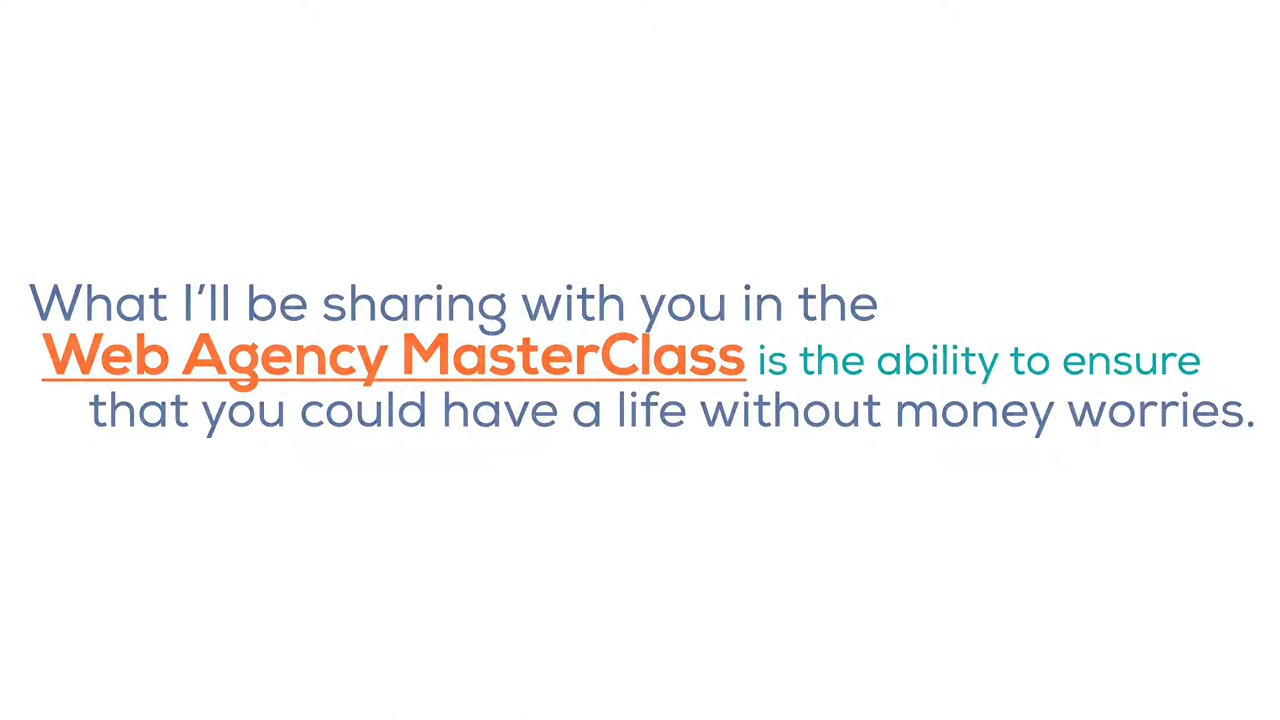 What I’ll be sharing with you in the
Web Agency MasterClass is the ability to ensure
that you could have a life without money worries.